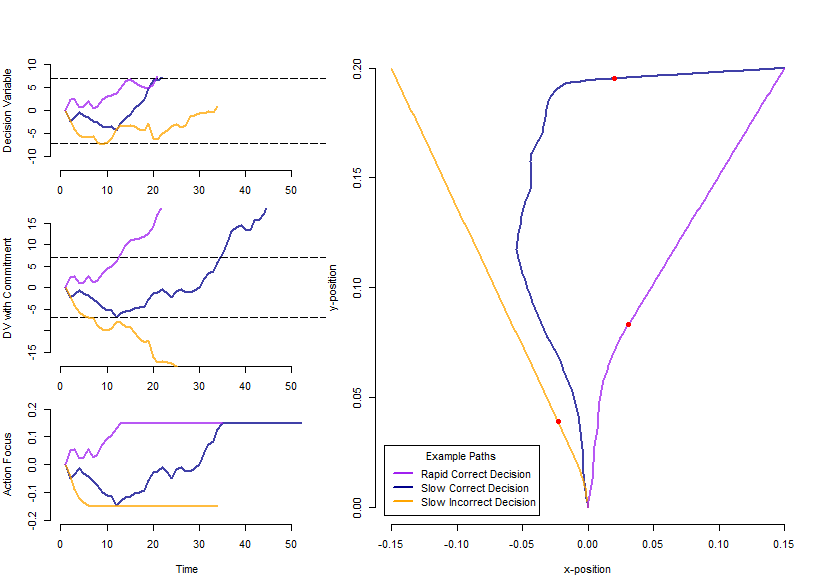 Decision Variable
10
5
0
-5
-10
0 10 20 30 40 50
DV with Commitment
15
5
0
-5
-15
0 10 20 30 40 50
Action Focus
0.2
0.1
0.0
-0.1
-0.2
0 10 20 30 40 50
Time
y-position
0.20
0.15
0.10
0.05
0.00
Example Paths
Rapid Correct Decision
Slow Correct Decision
Slow Incorrect Decision
-0.15 -0.10 -0.05 0.00 0.05 0.10 0.15
x-position